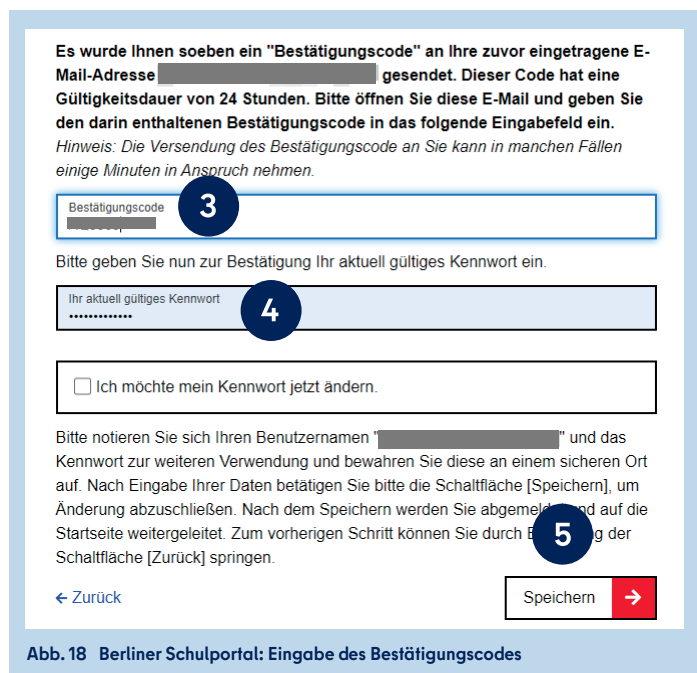 Es wurde Ihnen soeben ein "Bestätigungscode" an Ihre zuvor eingetragene E-
Mail-Adresse gesendet. Dieser Code hat eine
Gültigkeitsdauer von 24 Stunden. Bitte öffnen Sie diese E-Mail und geben Sie
den darin enthaltenen Bestätigungscode in das folgende Eingabefeld ein.
Hinweis: Die Versendung des Bestätigungscode an Sie kann in manchen Fällen
einige Minuten in Anspruch nehmen.
Bestätigungscode
3
Bitte geben Sie nun zur Bestätigung Ihr aktuell gültiges Kennwort ein.
Ihr aktuell gültiges Kennwort
•••••••••••••
4
Ich möchte mein Kennwort jetzt ändern.
Bitte notieren Sie sich Ihren Benutzernamen "" und das
Kennwort zur weiteren Verwendung und bewahren Sie diese an einem sicheren Ort
auf. Nach Eingabe Ihrer Daten betätigen Sie bitte die Schaltfläche [Speichern], um
Änderung abzuschließen. Nach dem Speichern werden Sie und auf die
Startseite weitergeleitet. Zum vorherigen Schritt können Sie durch der
5
Schaltfläche [Zurück] springen.
← Zurück
Speichern →
Abb. 18 Berliner Schulportal: Eingabe des Bestätigungscodes